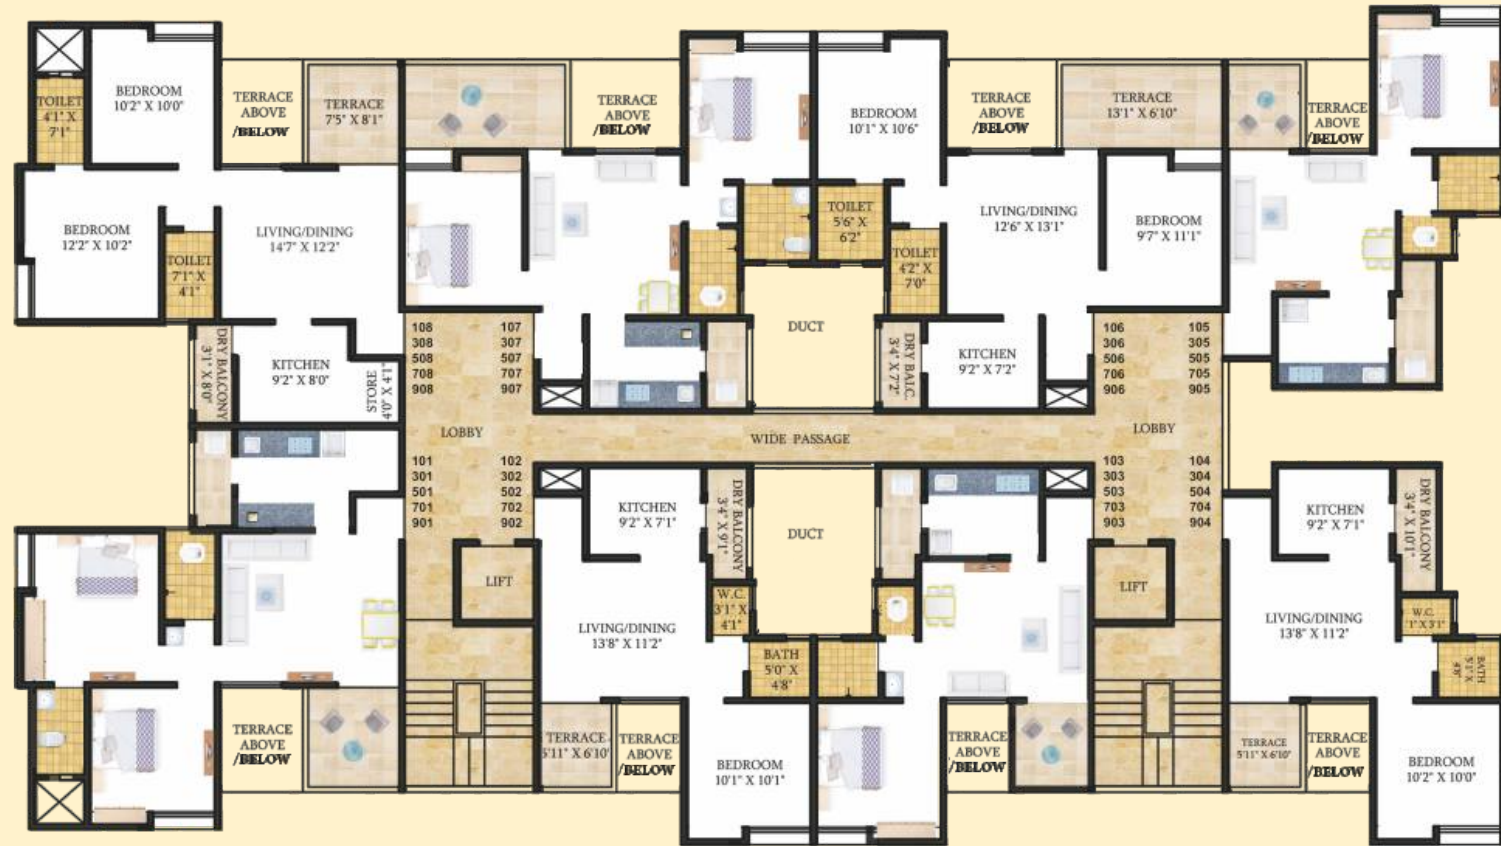 BEDROOM
10'2" X 10'0"
TOILET
4'1" X
7'1"
TERRACE
ABOVE
/BELOW
TERRACE
7'5" X 8'1"
BEDROOM
12'2" X 10'2"
TOILET
7'1" X
4'1"
LIVING/DINING
14'7" X 12'2"
DRY BALCONY
3'1" X 8'0"
KITCHEN
9'2" X 8'0"
STORE
4'0" X 4'1"
TERRACE
ABOVE
/BELOW
BEDROOM
10'1" X 10'6"
TERRACE
ABOVE
/BELOW
TERRACE
13'1" X 6'10"
TOILET
5'6" X
6'2"
TOILET
4'2" X
7'0"
LIVING/DINING
12'6" X 13'1"
BEDROOM
9'7" X 11'1"
DUCT
DRY BALC.
3'4" X 7'2"
KITCHEN
9'2" X 7'2"
TERRACE
ABOVE
/BELOW
108 107
308 307
508 507
708 707
908 907
LOBBY
101 102
301 302
501 502
701 702
901 902
WIDE PASSAGE
106 105
306 305
506 505
706 705
906 905
LOBBY
103 104
303 304
503 504
703 704
903 904
LIFT
KITCHEN
9'2" X 7'1"
DRY BALCONY
3'4" X 9'1"
DUCT
W.C.
3'1" X
4'1"
LIVING/DINING
13'8" X 11'2"
BATH
5'0" X
4'8"
TERRACE
5'11" X 6'10'
TERRACE
ABOVE
/BELOW
BEDROOM
10'1" X 10'1"
TERRACE
ABOVE
/BELOW
TERRACE
ABOVE
/BELOW
LIFT
KITCHEN
9'2" X 7'1"
DRY BALCONY
3'4" X 10'1"
LIVING/DINING
13'8" X 11'2"
W.C.
'1" X 3'1"
BATH
5'1" X
4'8"
TERRACE
5'11" X 6'10"
TERRACE
ABOVE
/BELOW
BEDROOM
10'2" X 10'0"